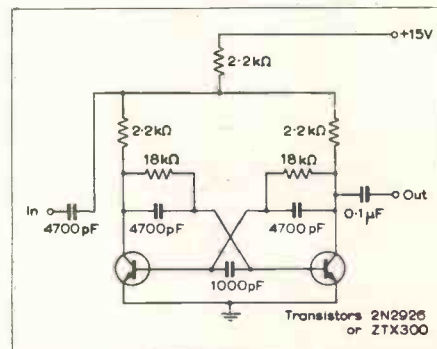 +15V
2·2kΩ
2·2kΩ
2·2kΩ
18kΩ
18kΩ
In
4700pF
4700pF
4700pF
0·1µF
Out
1000pF
Transistors 2N2926
or ZTX300